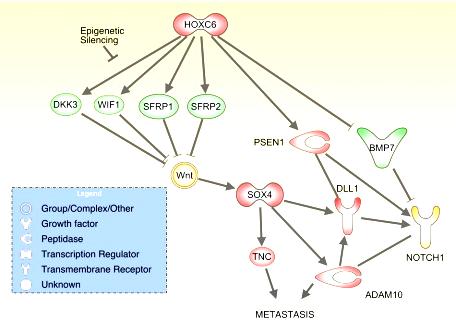 HOXC6
Epigenetic
Silencing
DKK3
WIF1
SFRP1
SFRP2
PSEN1
BMP7
Wnt
DLL1
SOX4
NOTCH1
TNC
ADAM10
METASTASIS
Legend
Group/Complex/Other
Growth factor
Peptidase
Transcription Regulator
Transmembrane Receptor
Unknown